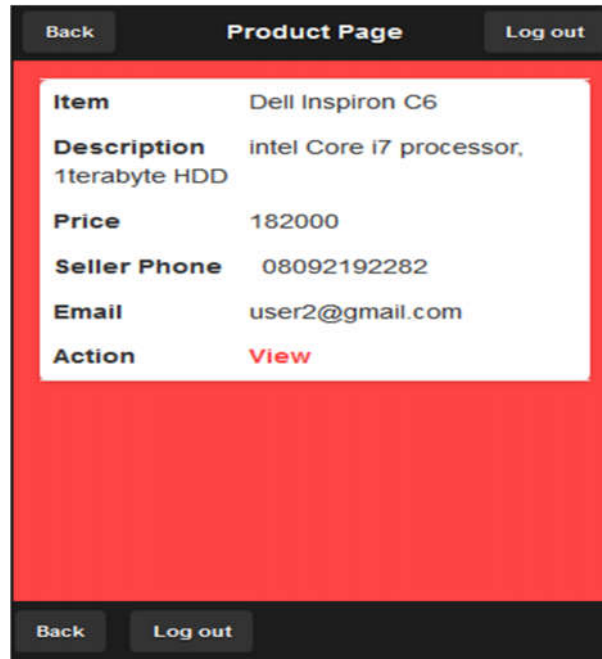 Back Product Page Log out
Item Dell Inspiron C6
Description intel Core i7 processor,
1terabyte HDD
Price 182000
Seller Phone 08092192282
Email user2@gmail.com
Action View
Back Log out